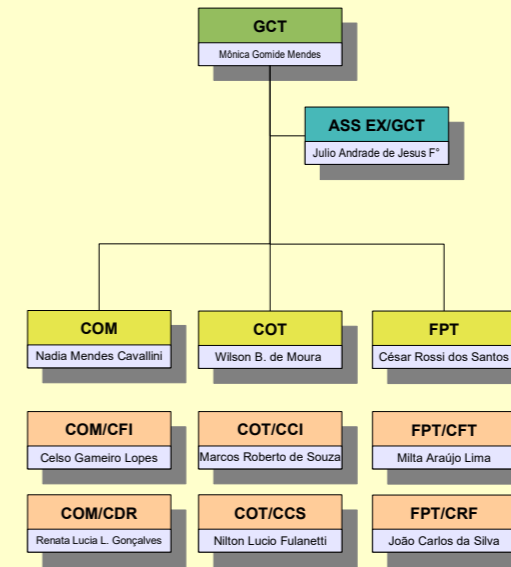 GCT
Mônica Gomide Mendes
ASS EX/GCT
Julio Andrade de Jesus F°
COM
Nadia Mendes Cavallini
COT
Wilson B. de Moura
FPT
César Rossi dos Santos
COM/CFI
Celso Gameiro Lopes
COT/CCI
Marcos Roberto de Souza
FPT/CFT
Milta Araújo Lima
COM/CDR
Renata Lucia L. Gonçalves
COT/CCS
Nilton Lucio Fulanetti
FPT/CRF
João Carlos da Silva